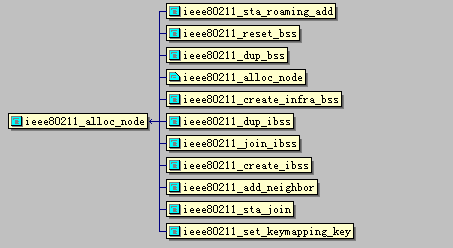 ieee80211_sta_roaming_add
ieee80211_reset_bss
ieee80211_dup_bss
ieee80211_alloc_node
ieee80211_create_infra_bss
ieee80211_alloc_node
ieee80211_dup_ibss
ieee80211_join_ibss
ieee80211_create_ibss
ieee80211_add_neighbor
ieee80211_sta_join
ieee80211_set_keymapping_key